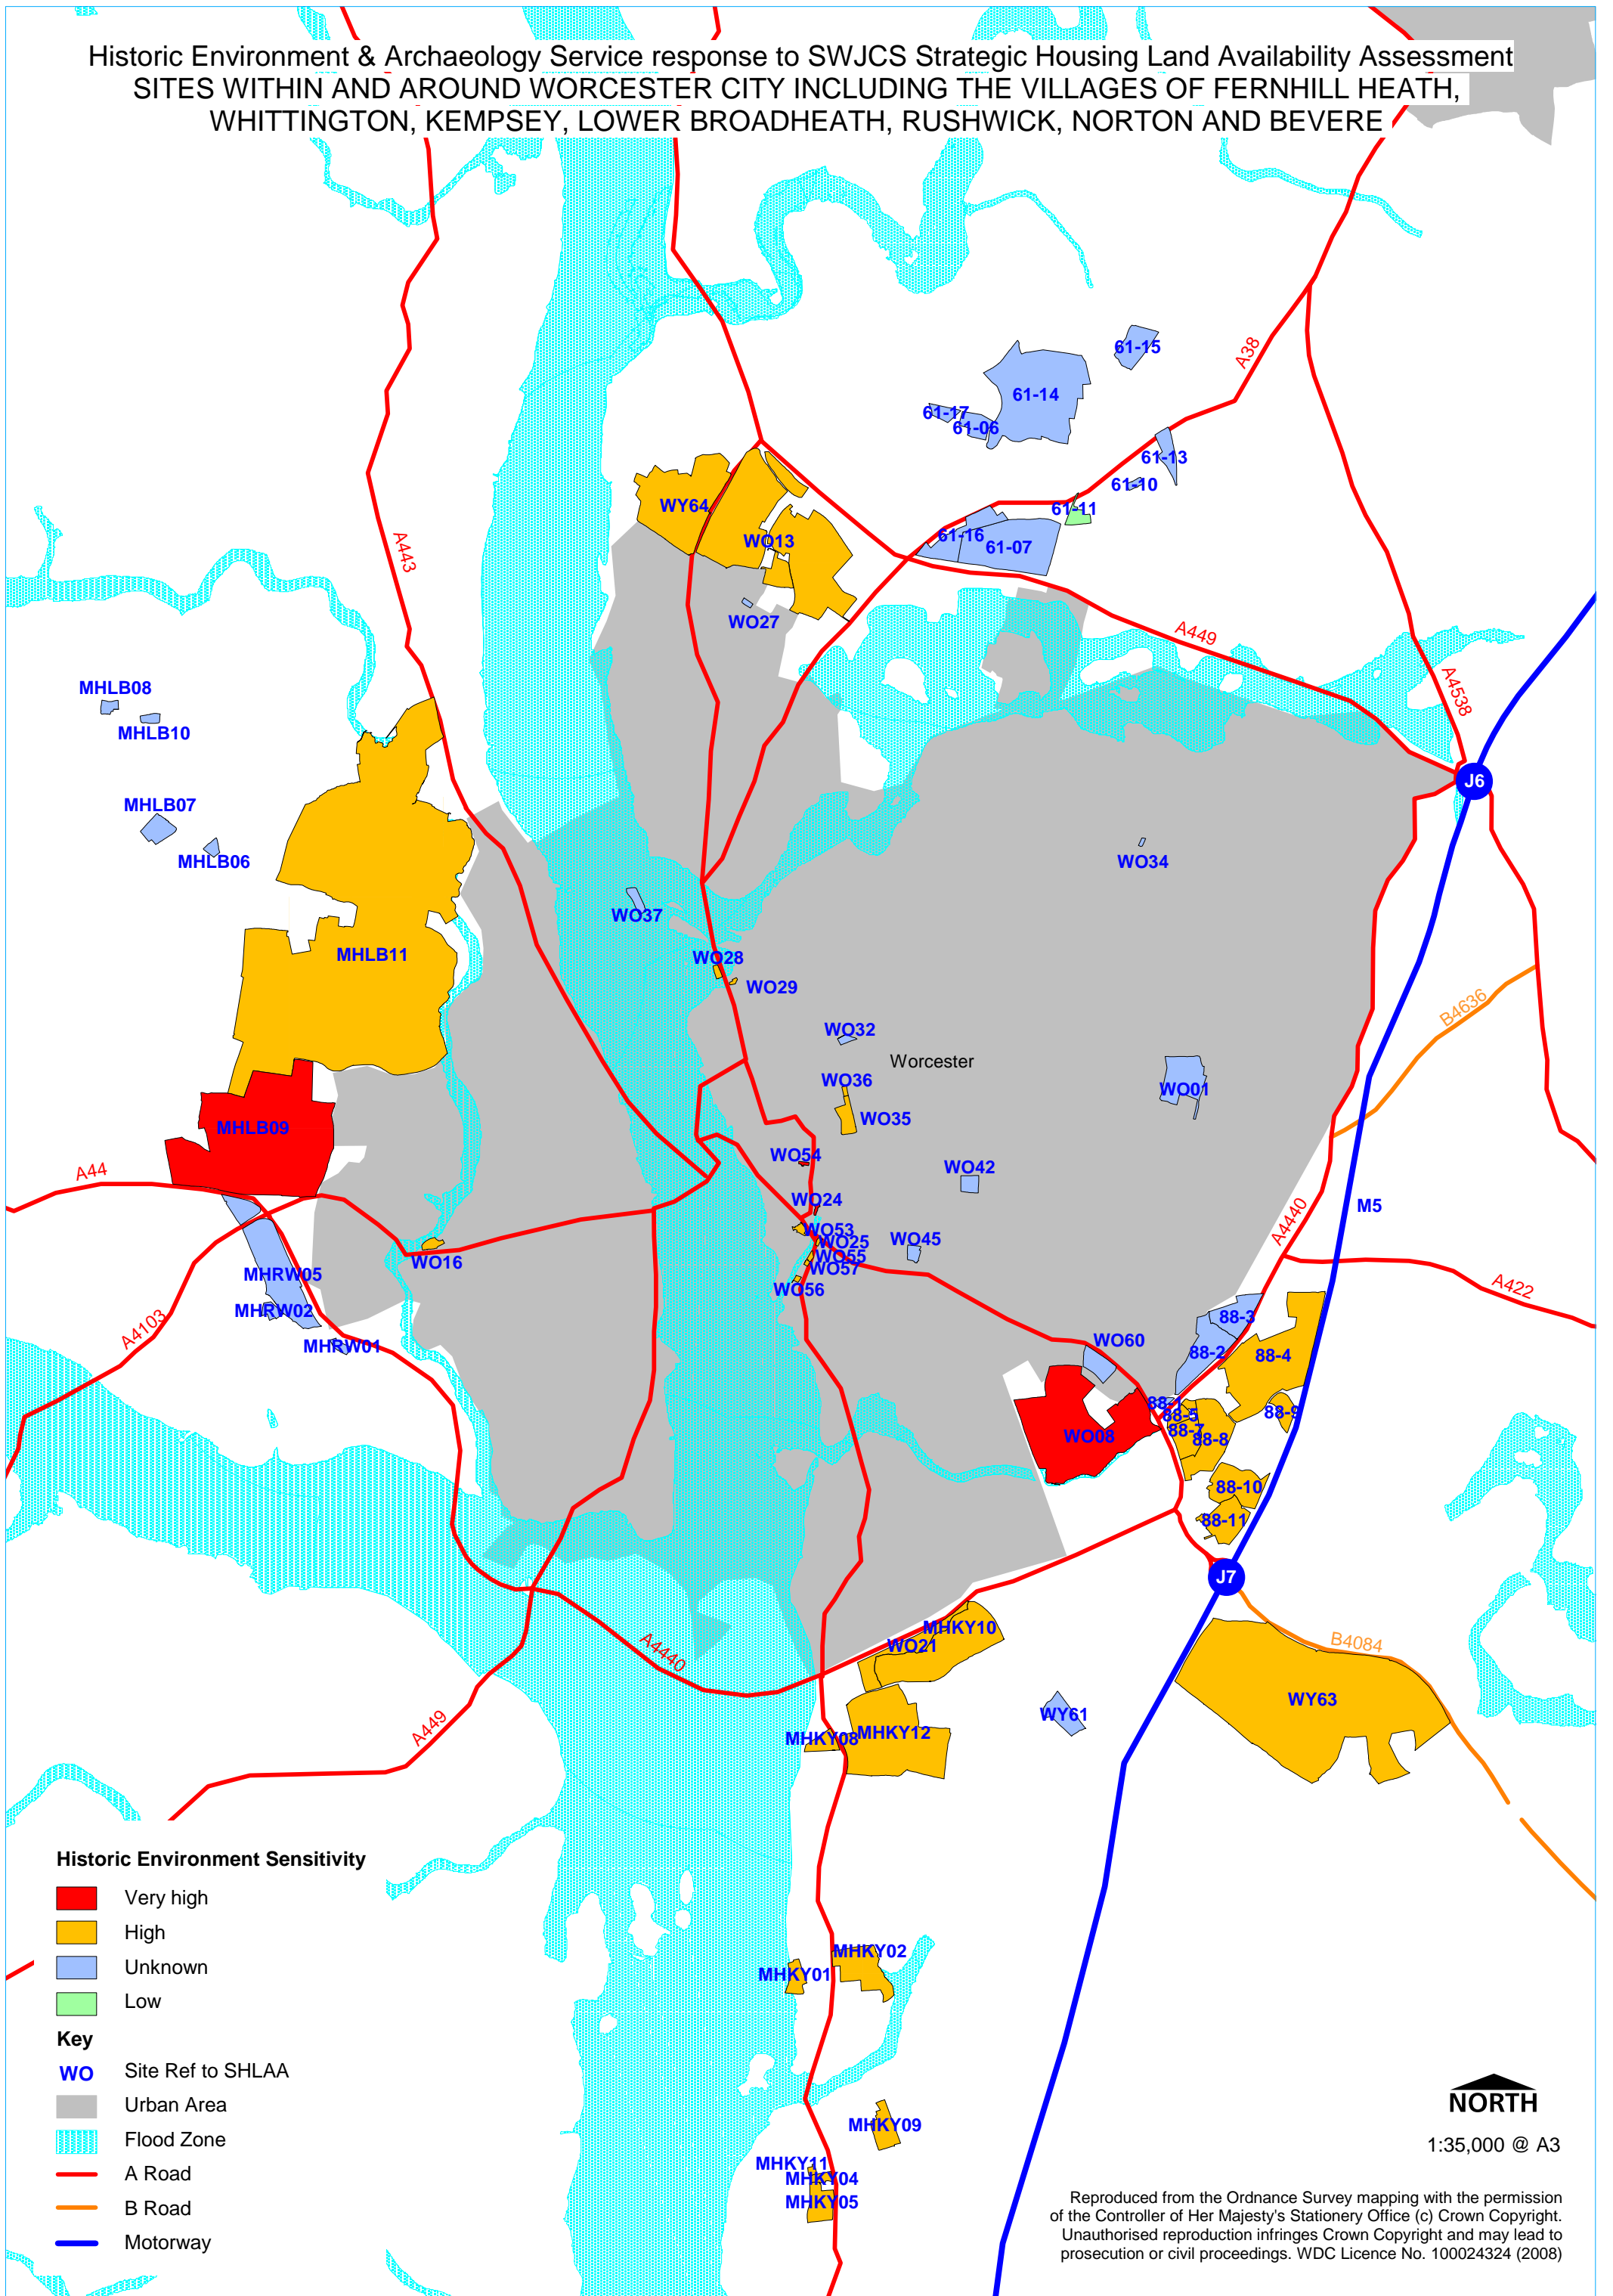 Historic Environment & Archaeology Service response to SWJCS Strategic Housing Land Availability Assessment
SITES WITHIN AND AROUND WORCESTER CITY INCLUDING THE VILLAGES OF FERNHILL HEATH,
WHITTINGTON, KEMPSEY, LOWER BROADHEATH, RUSHWICK, NORTON AND BEVERE
61-15
A38
61-14
61-17
61-06
61-13
61-10
61-11
WY64
WO13
61-16
61-07
A443
WO27
A449
A4538
MHLB08
MHLB10
J6
MHLB07
MHLB06
WO34
WO37
MHLB11
WO28
WO29
B4636
WO32
Worcester
WO36
WO01
WO35
MHLB09
WO54
WO42
A44
WO24
M5
A4440
WO53
WO25
WO45
WO55
WO57
WO16
WO56
MHRW05
A422
MHRW02
A4103
MHRW01
88-3
WO60
88-2
88-4
88-1
88-5
88-9
88-7
88-8
WO08
88-10
88-11
J7
MHKY10
WO21
A4440
B4084
WY63
WY61
A449
MHKY08
MHKY12
Historic Environment Sensitivity
Very high
High
Unknown
Low
Key
WO
Site Ref to SHLAA
Urban Area
Flood Zone
A Road
B Road
Motorway
MHKY02
MHKY01
MHKY09
MHKY11
MHKY04
MHKY05
NORTH
1:35,000 @ A3
Reproduced from the Ordnance Survey mapping with the permission
of the Controller of Her Majesty's Stationery Office (c) Crown Copyright.
Unauthorised reproduction infringes Crown Copyright and may lead to
prosecution or civil proceedings. WDC Licence No. 100024324 (2008)